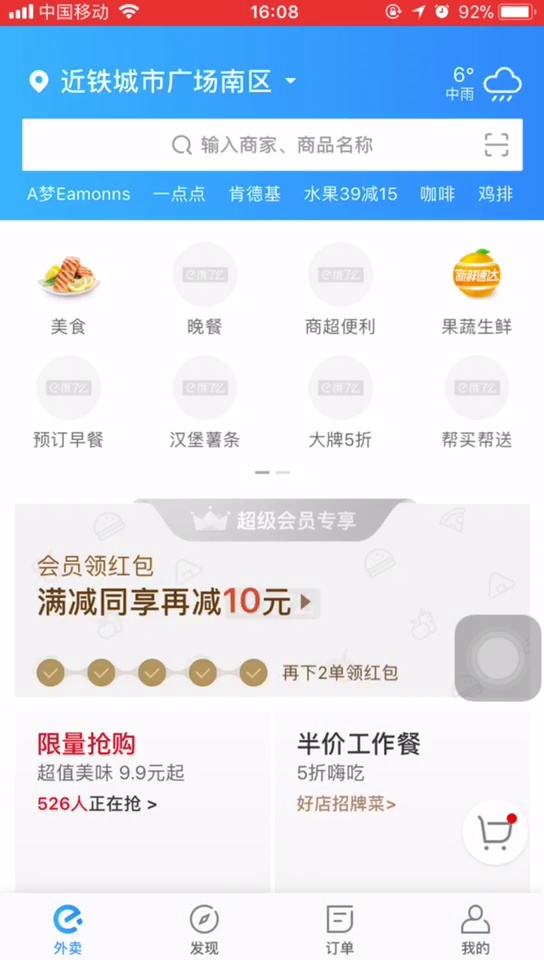 中国移动 16:08 92%
近铁城市广场南区 6°
中雨
输入商家、商品名称
A梦Eamonns 一点点 肯德基 水果39减15 咖啡 鸡排
新鲜速达
美食 晚餐 商超便利 果蔬生鲜
预订早餐 汉堡薯条 大牌5折 帮买帮送
超级会员专享
会员领红包
满减同享再减10元
再下2单领红包
限量抢购 半价工作餐
超值美味 9.9元起 5折嗨吃
526人正在抢 > 好店招牌菜>
外卖 发现 订单 我的